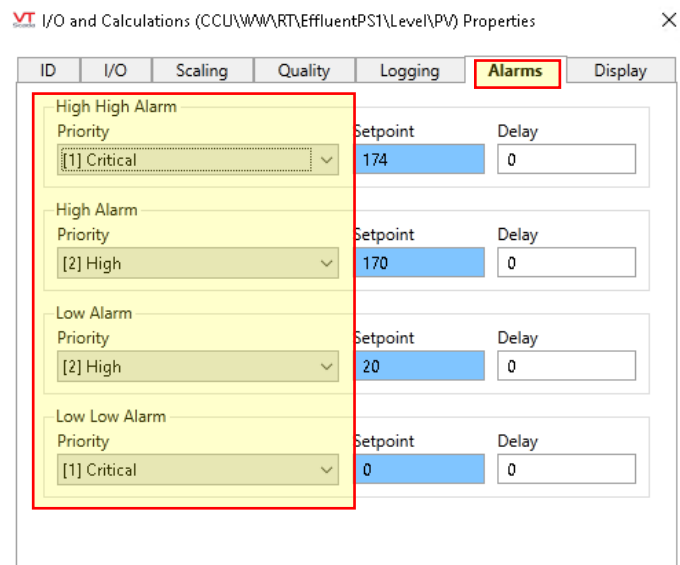 VT I/O and Calculations (CCU\WW\RT\EffluentPS1\Level\PV) Properties
ID I/O Scaling Quality Logging Alarms Display
High High Alarm
Priority Setpoint Delay
[1] Critical 174 0
High Alarm
Priority Setpoint Delay
[2] High 170 0
Low Alarm
Priority Setpoint Delay
[2] High 20 0
Low Low Alarm
Priority Setpoint Delay
[1] Critical 0 0